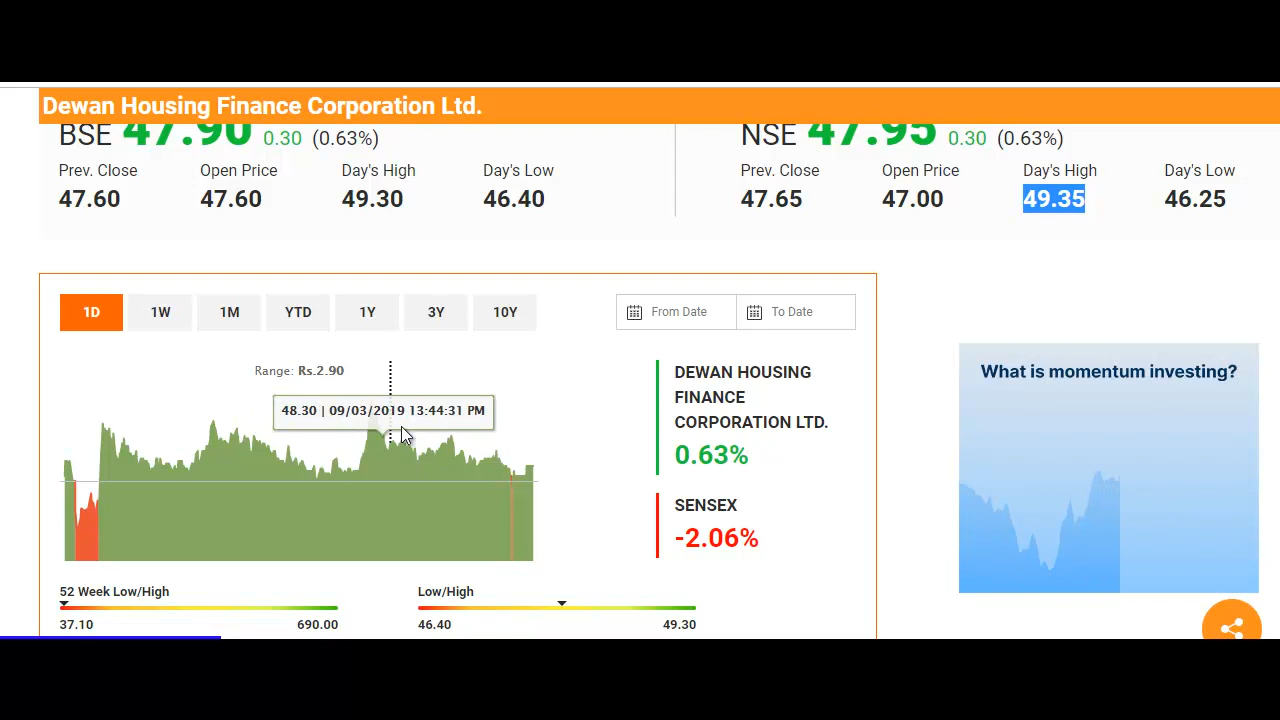 Dewan Housing Finance Corporation Ltd.
BSE 47.90 0.30 (0.63%)
NSE 47.95 0.30 (0.63%)
Prev. Close Open Price Day's High Day's Low
47.60 47.60 49.30 46.40
Prev. Close Open Price Day's High Day's Low
47.65 47.00 49.35 46.25
1D 1W 1M YTD 1Y 3Y 10Y
From Date To Date
Range: Rs.2.90
48.30 | 09/03/2019 13:44:31 PM
DEWAN HOUSING
FINANCE
CORPORATION LTD.
0.63%
SENSEX
-2.06%
52 Week Low/High
37.10 690.00
Low/High
46.40 49.30
What is momentum investing?